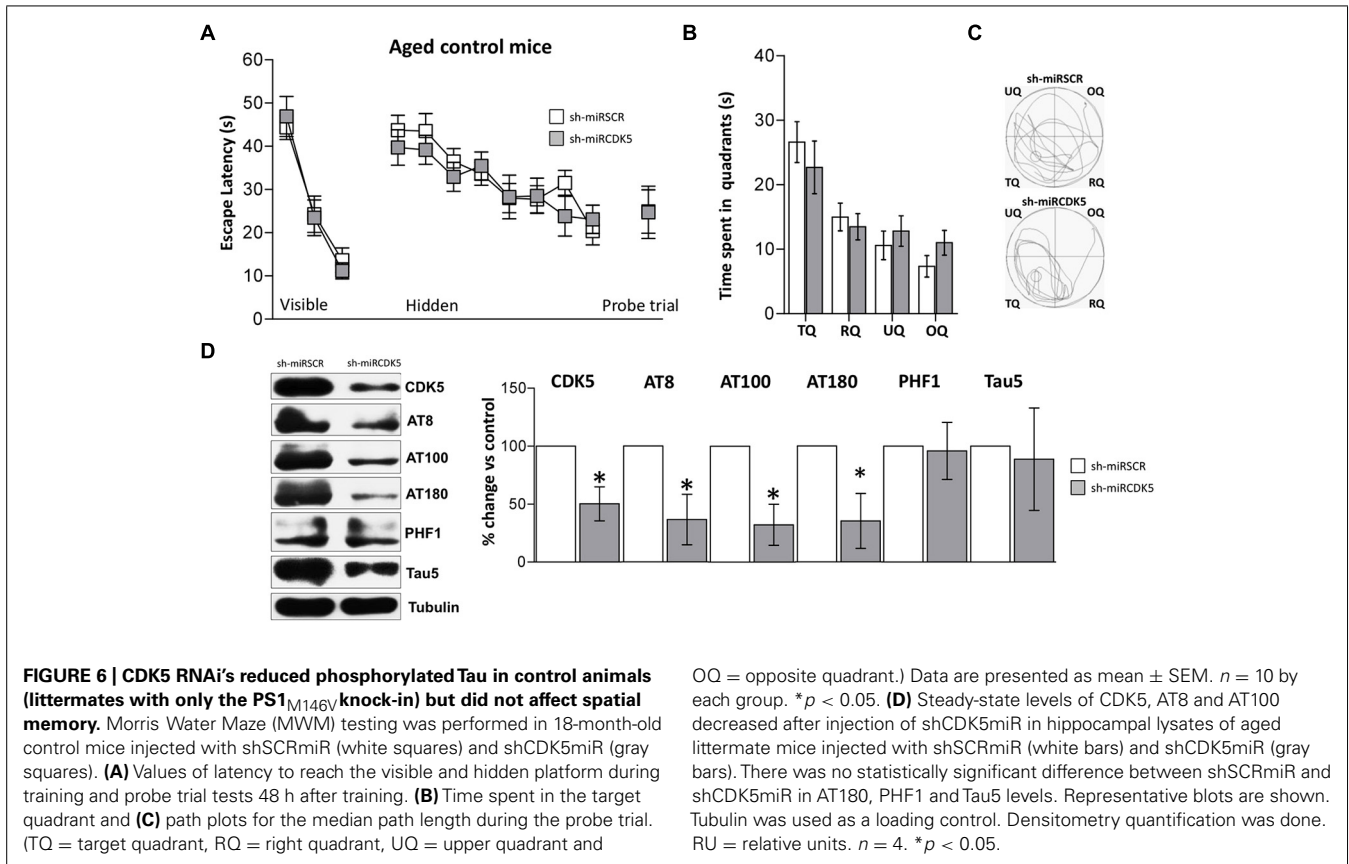 A
Aged control mice
60
50
40
30
20
10
0
Escape Latency (s)
sh-miRSCR
sh-miRCDK5
Visible Hidden Probe trial
B
40
30
20
10
0
Time spent in quadrants (s)
TQ RQ UQ OQ
C
sh-miRSCR
UQ OQ
TQ RQ
sh-miRCDK5
UQ OQ
TQ RQ
D
sh-miRSCR sh-miRCDK5
CDK5
AT8
AT100
AT180
PHF1
Tau5
Tubulin
CDK5 AT8 AT100 AT180 PHF1 Tau5
150
100
50
0
% change vs control
* * * *
sh-miRSCR
sh-miRCDK5
FIGURE 6 | CDK5 RNAi's reduced phosphorylated Tau in control animals
(littermates with only the PS1M146V knock-in) but did not affect spatial
memory. Morris Water Maze (MWM) testing was performed in 18-month-old
control mice injected with shSCRmiR (white squares) and shCDK5miR (gray
squares). (A) Values of latency to reach the visible and hidden platform during
training and probe trial tests 48 h after training. (B) Time spent in the target
quadrant and (C) path plots for the median path length during the probe trial.
(TQ = target quadrant, RQ = right quadrant, UQ = upper quadrant and
OQ = opposite quadrant.) Data are presented as mean ± SEM. n = 10 by
each group. *p < 0.05. (D) Steady-state levels of CDK5, AT8 and AT100
decreased after injection of shCDK5miR in hippocampal lysates of aged
littermate mice injected with shSCRmiR (white bars) and shCDK5miR (gray
bars). There was no statistically significant difference between shSCRmiR and
shCDK5miR in AT180, PHF1 and Tau5 levels. Representative blots are shown.
Tubulin was used as a loading control. Densitometry quantification was done.
RU = relative units. n = 4. *p < 0.05.